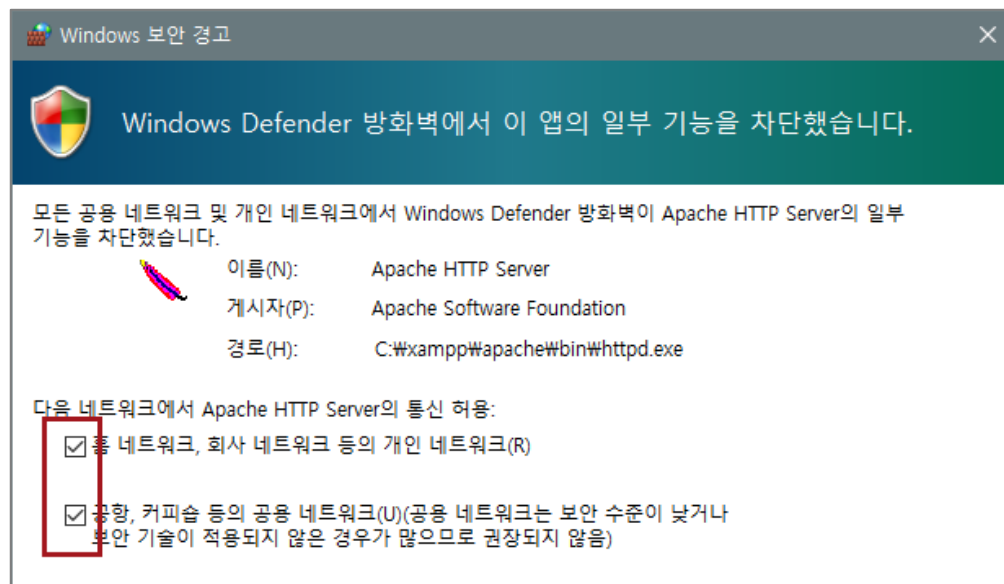 Windows 보안 경고
Windows Defender 방화벽에서 이 앱의 일부 기능을 차단했습니다.
모든 공용 네트워크 및 개인 네트워크에서 Windows Defender 방화벽이 Apache HTTP Server의 일부
기능을 차단했습니다.
이름(N): Apache HTTP Server
게시자(P): Apache Software Foundation
경로(H): C:₩xampp₩apache₩bin₩httpd.exe
다음 네트워크에서 Apache HTTP Server의 통신 허용:
홈 네트워크, 회사 네트워크 등의 개인 네트워크(R)
공항, 커피숍 등의 공용 네트워크(U)(공용 네트워크는 보안 수준이 낮거나
보안 기술이 적용되지 않은 경우가 많으므로 권장되지 않음)